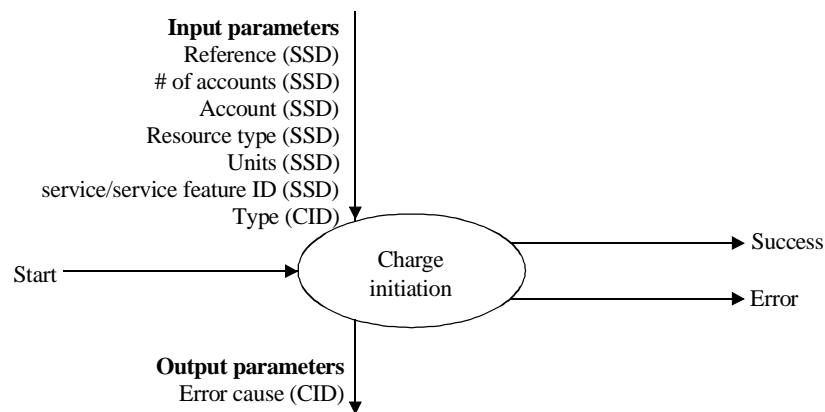 Input parameters
Reference (SSD)
# of accounts (SSD)
Account (SSD)
Resource type (SSD)
Units (SSD)
service/service feature ID (SSD)
Type (CID)
Start
Charge
initiation
Success
Error
Output parameters
Error cause (CID)